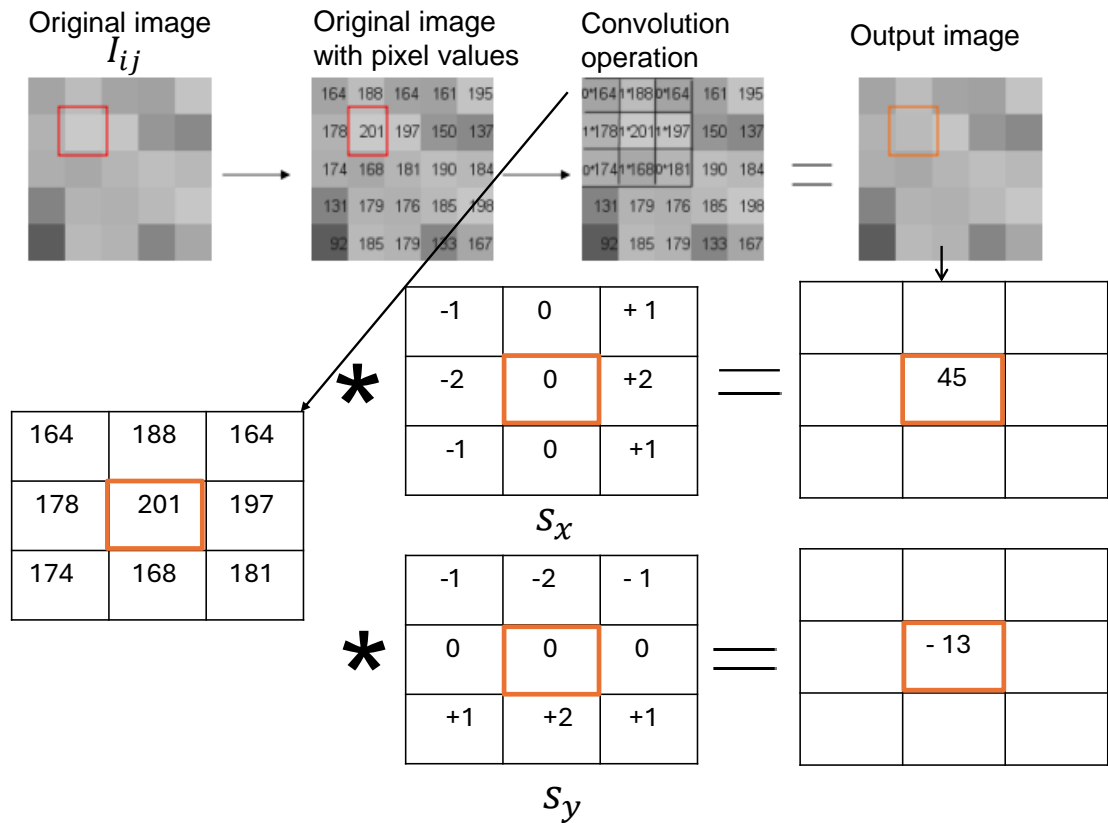 Original image
I_{ij}
Original image
with pixel values
Convolution
operation
Output image
164 188 164 161 195
178 201 197 150 137
174 168 181 190 184
131 179 176 185 198
92 185 179 133 167
0*164 1*188 0*164 161 195
1*178 1*201 1*197 150 137
0*174 1*168 0*181 190 184
131 179 176 185 198
92 185 179 133 167
=
164 188 164
178 201 197
174 168 181
*
-1 0 + 1
-2 0 +2
-1 0 +1
s_x
=
45
*
-1 -2 - 1
0 0 0
+1 +2 +1
s_y
=
- 13